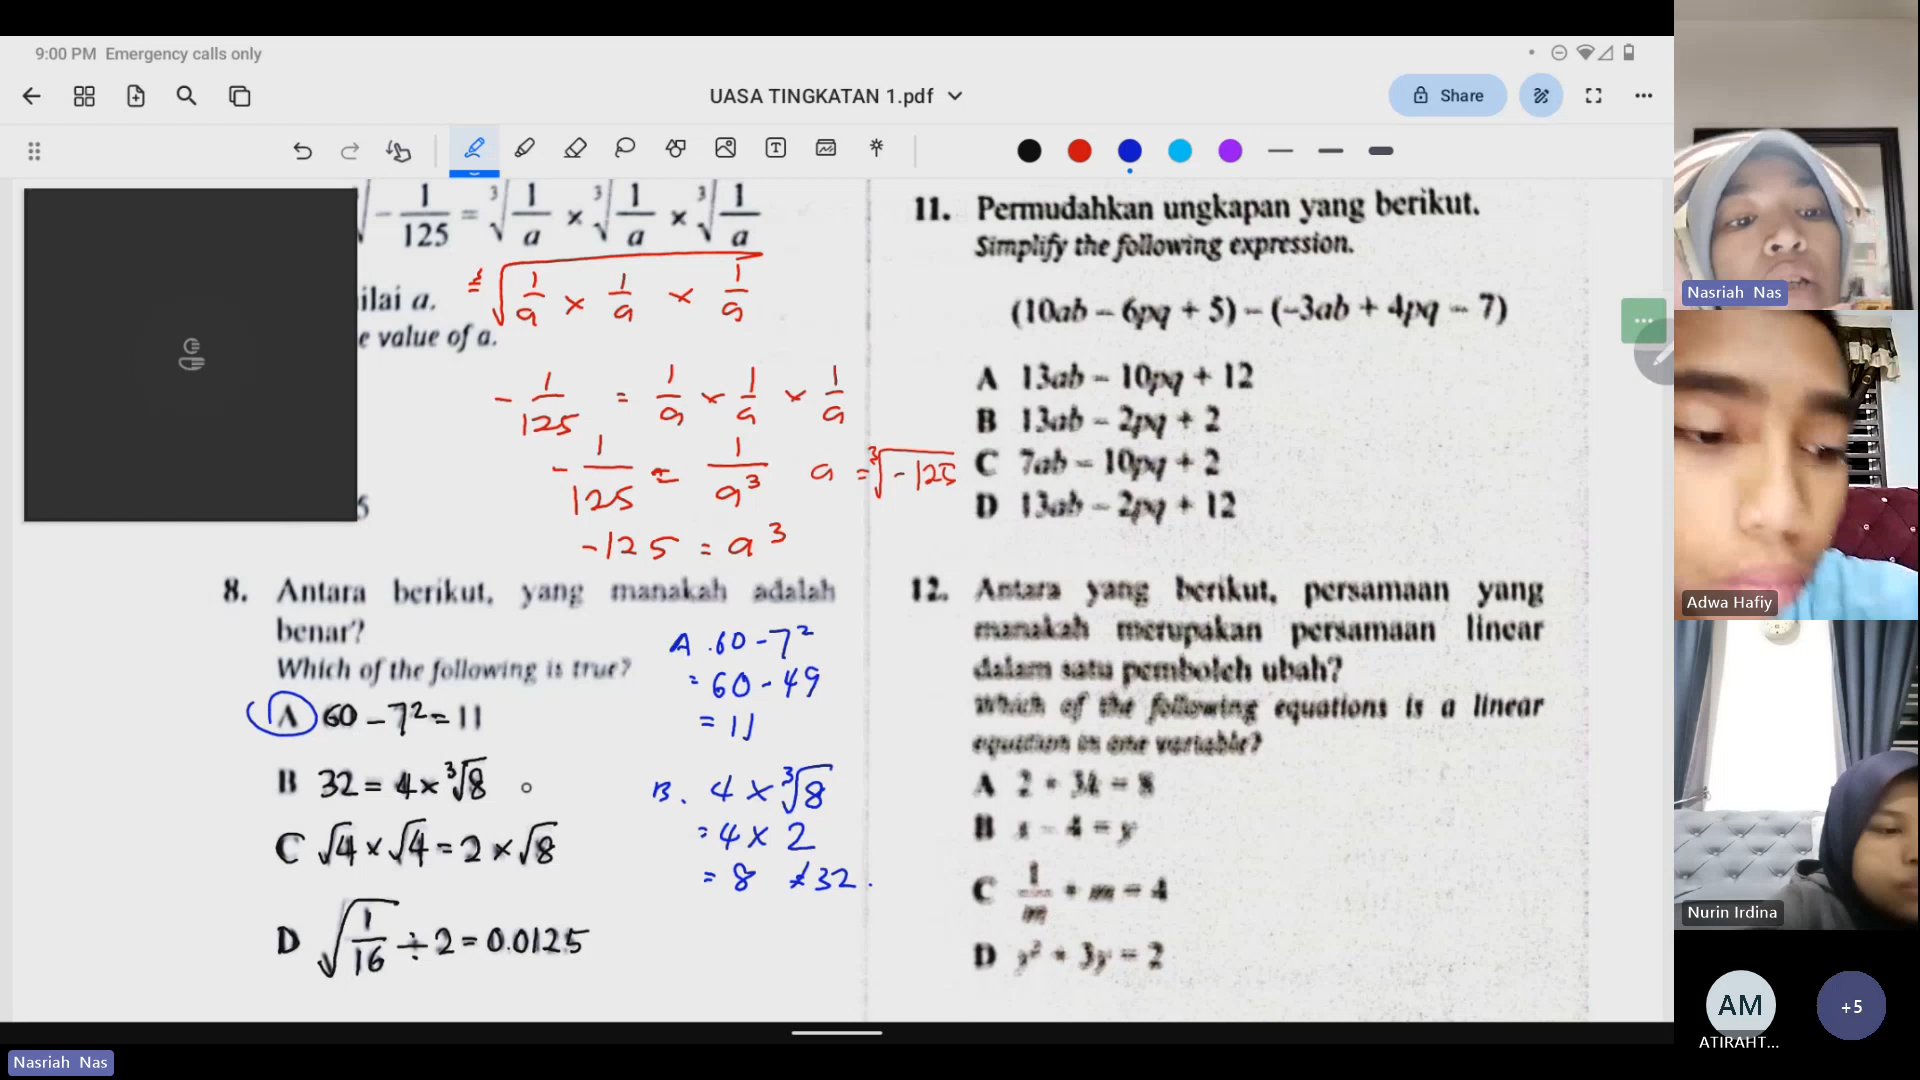 9:00 PM Emergency calls only
UASA TINGKATAN 1.pdf
Share
√-1/125 = ∛1/a × ∛1/a × ∛1/a
ilai a.
e value of a.
= √1/a × 1/a × 1/a
- 1/125 = 1/a × 1/a × 1/a
- 1/125 = 1/a³ a = ∛-125
-125 = a³
5
8. Antara berikut, yang manakah adalah
benar?
Which of the following is true?
A 60 - 7² = 11
B 32 = 4 × ∛8
C √4 × √4 = 2 × √8
D √1/16 ÷ 2 = 0.0125
A. 60 - 7²
= 60 - 49
= 11
B. 4 × ∛8
= 4 × 2
= 8 ≠ 32.
11. Permudahkan ungkapan yang berikut.
Simplify the following expression.
(10ab – 6pq + 5) – (–3ab + 4pq – 7)
A 13ab – 10pq + 12
B 13ab – 2pq + 2
C 7ab – 10pq + 2
D 13ab – 2pq + 12
12. Antara yang berikut, persamaan yang
manakah merupakan persamaan linear
dalam satu pemboleh ubah?
Which of the following equations is a linear
equation in one variable?
A 2 + 3k = 8
B x – 4 = y
C 1/m + m = 4
D y² + 3y = 2
Nasriah Nas
Adwa Hafiy
Nurin Irdina
AM
+5
ATIRAHT...
Nasriah Nas